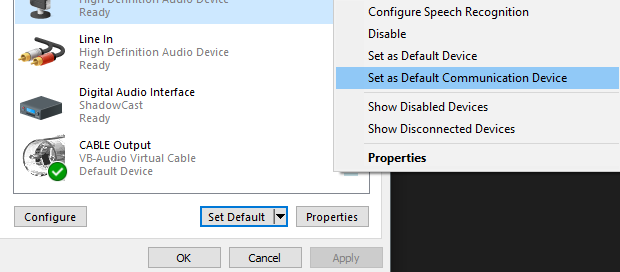 High Definition Audio Device
Ready
Line In
High Definition Audio Device
Ready
Digital Audio Interface
ShadowCast
Ready
CABLE Output
VB-Audio Virtual Cable
Default Device
Configure Speech Recognition
Disable
Set as Default Device
Set as Default Communication Device
Show Disabled Devices
Show Disconnected Devices
Properties
Configure
Set Default
Properties
OK
Cancel
Apply